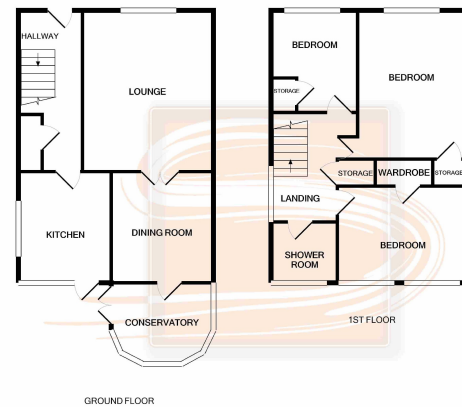 HALLWAY
LOUNGE
KITCHEN
DINING ROOM
CONSERVATORY
GROUND FLOOR
BEDROOM
BEDROOM
STORAGE
STORAGE
WARDROBE
STORAGE
LANDING
BEDROOM
SHOWER
ROOM
1ST FLOOR